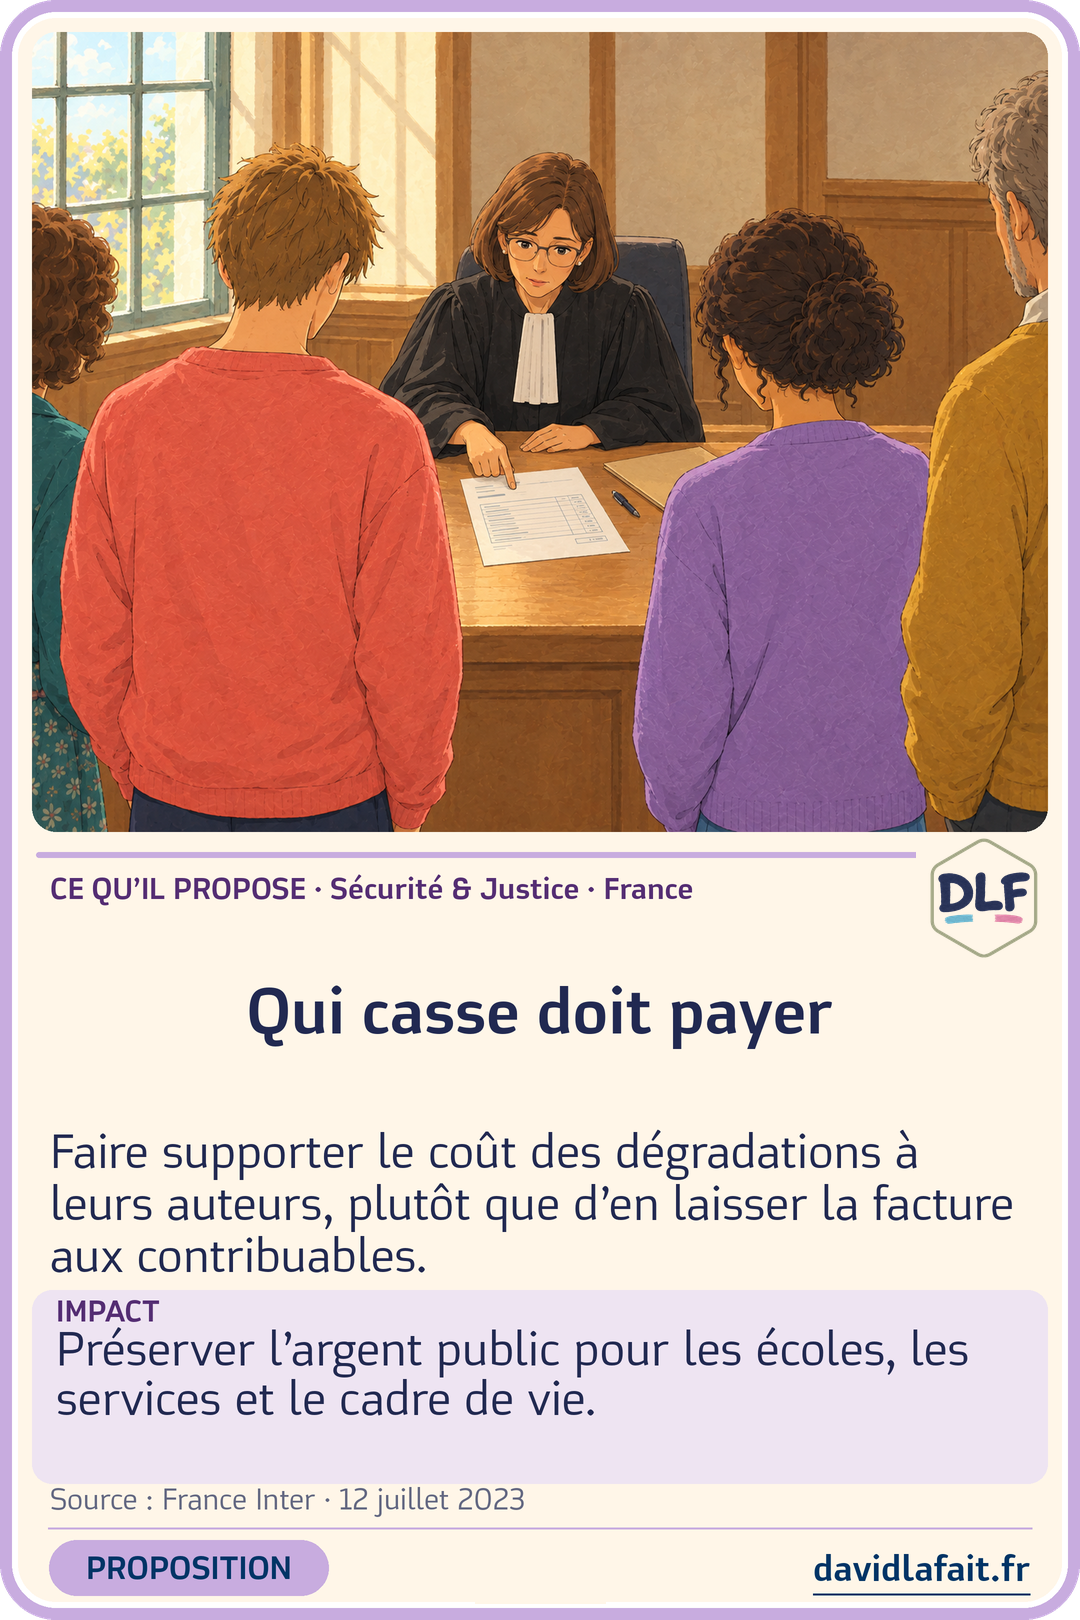 CE QU’IL PROPOSE · Sécurité & Justice · France
DLF
Qui casse doit payer
Faire supporter le coût des dégradations à
leurs auteurs, plutôt que d’en laisser la facture
aux contribuables.
IMPACT
Préserver l’argent public pour les écoles, les
services et le cadre de vie.
Source : France Inter · 12 juillet 2023
PROPOSITION
davidlafait.fr